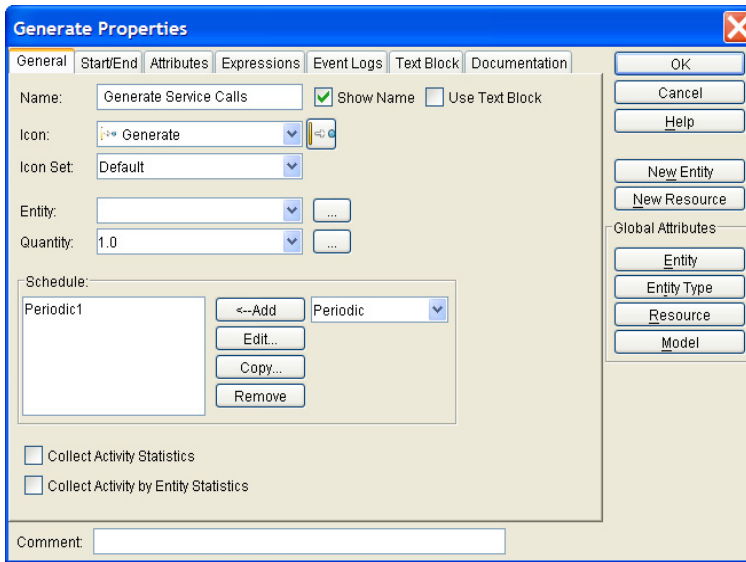 Generate Properties
General Start/End Attributes Expressions Event Logs Text Block Documentation
Name: Generate Service Calls Show Name Use Text Block
Icon: Generate
Icon Set: Default
Entity: ...
Quantity: 1.0 ...
Schedule:
Periodic1
<--Add Periodic
Edit...
Copy...
Remove
Collect Activity Statistics
Collect Activity by Entity Statistics
Comment:
OK
Cancel
Help
New Entity
New Resource
Global Attributes
Entity
Entity Type
Resource
Model